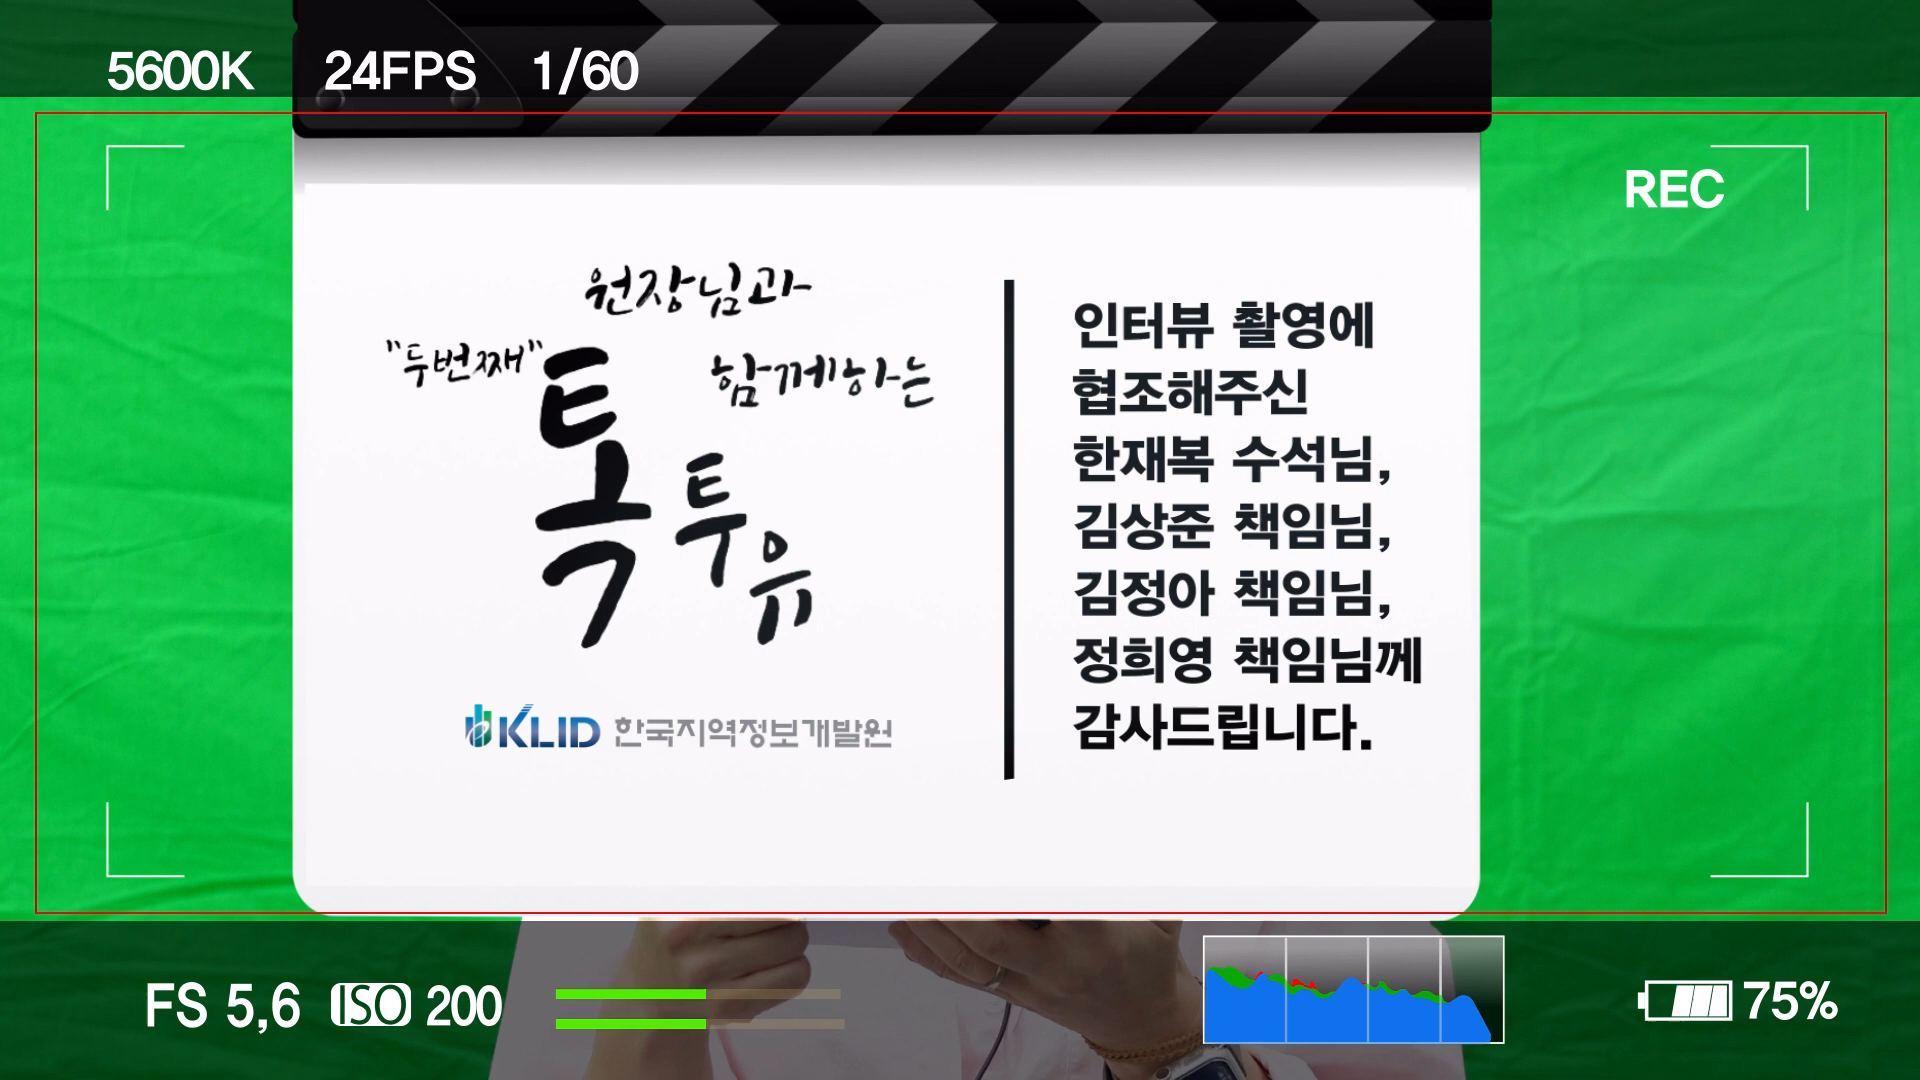 5600K 24FPS 1/60
REC
원장님과
"두번째" 함께하는
톡투유
KLID 한국지역정보개발원
인터뷰 촬영에
협조해주신
한재복 수석님,
김상준 책임님,
김정아 책임님,
정희영 책임님께
감사드립니다.
FS 5,6 ISO 200
75%